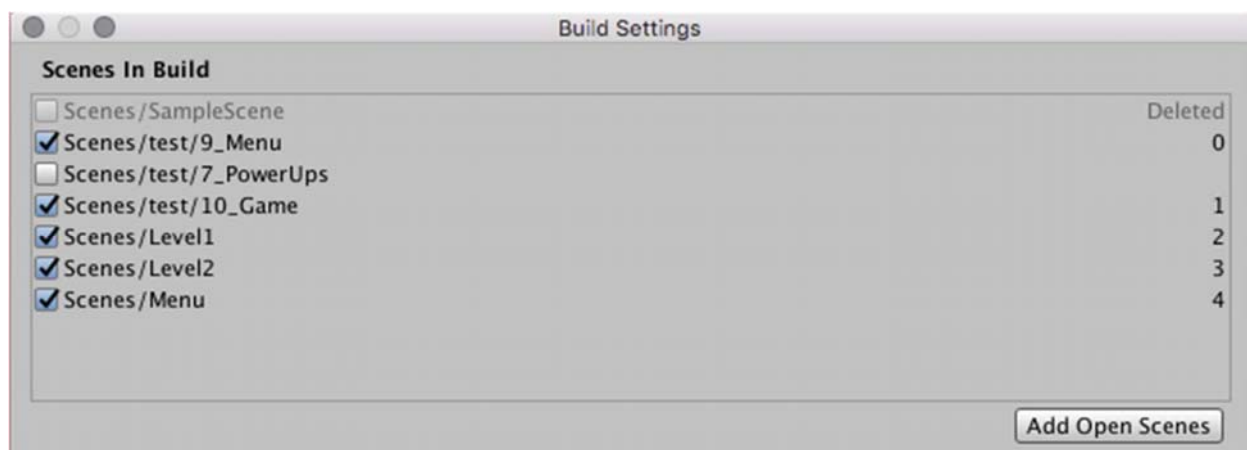 Build Settings
Scenes In Build
Scenes/SampleScene Deleted
Scenes/test/9_Menu 0
Scenes/test/7_PowerUps
Scenes/test/10_Game 1
Scenes/Level1 2
Scenes/Level2 3
Scenes/Menu 4
Add Open Scenes